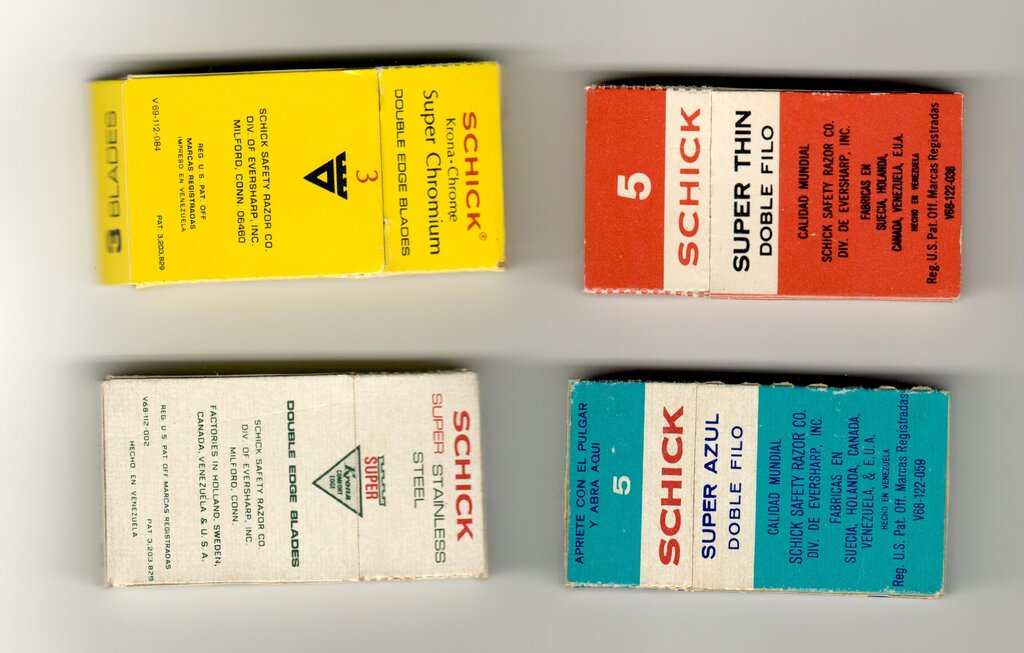 SCHICK®
Krona-Chrome
Super Chromium
DOUBLE EDGE BLADES
3
SCHICK SAFETY RAZOR CO.
DIV. OF EVERSHARP, INC.
MILFORD, CONN. 06460
REG. U. S. PAT. OFF.
MARCAS REGISTRADAS
IMPRESO EN VENEZUELA
V 69-112-084
PAT. 3,203,829
3 BLADES
5
SCHICK
SUPER THIN
DOBLE FILO
CALIDAD MUNDIAL
SCHICK SAFETY RAZOR CO.
DIV. DE EVERSHARP, INC.
FABRICAS EN
SUECIA, HOLANDA,
CANADA, VENEZUELA, E.U.A.
HECHO EN VENEZUELA
Reg. U.S. Pat. Off. Marcas Registradas
V68-122-036
SCHICK
SUPER STAINLESS
STEEL
SUPER
Krona
COMFORT
EDGE
DOUBLE EDGE BLADES
SCHICK SAFETY RAZOR CO.
DIV. OF EVERSHARP, INC.
MILFORD, CONN.
FACTORIES IN HOLLAND, SWEDEN,
CANADA, VENEZUELA & U. S. A.
REG. U. S. PAT. OFF. MARCAS REGISTRADAS
HECHO EN VENEZUELA
V68-112-002
PAT. 3,203,829
APRIETE CON EL PULGAR
Y ABRA AQUI
5
SCHICK
SUPER AZUL
DOBLE FILO
CALIDAD MUNDIAL
SCHICK SAFETY RAZOR CO.
DIV. DE EVERSHARP, INC.
FABRICAS EN
SUECIA, HOLANDA, CANADA,
VENEZUELA, & E.U.A.
HECHO EN VENEZUELA
Reg. U.S. Pat. Off. Marcas Registradas
V68-122-059